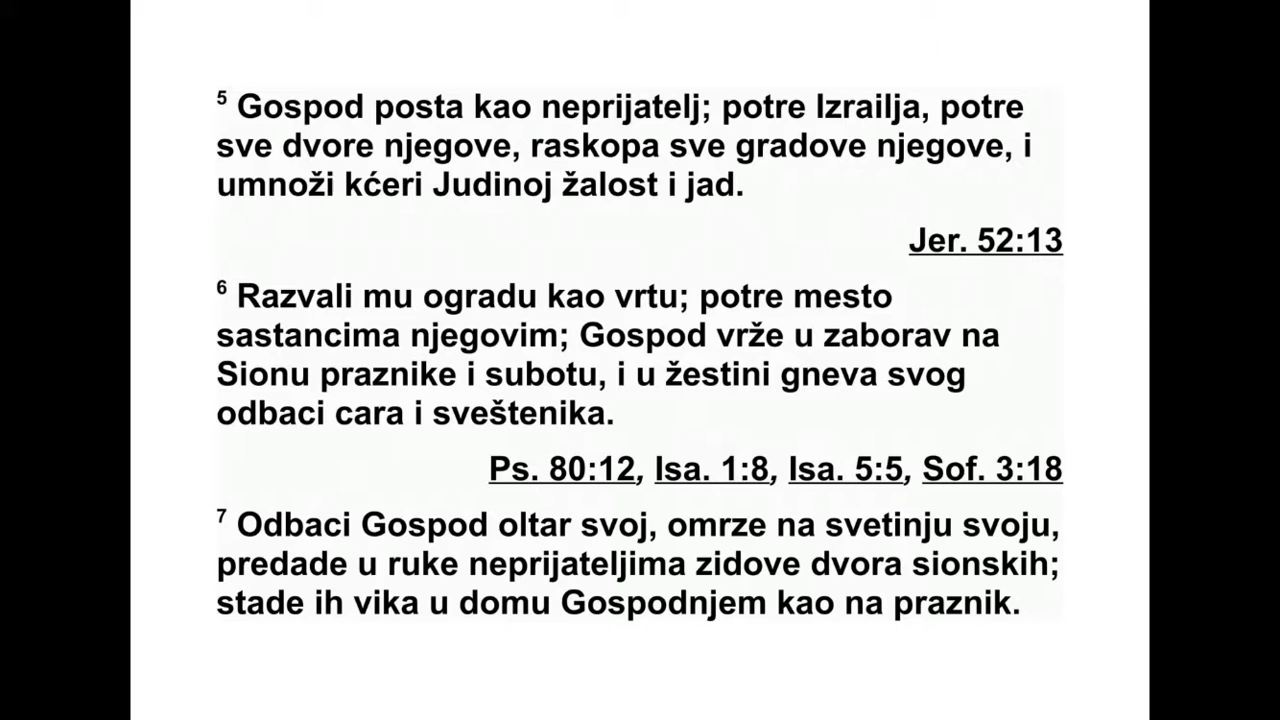 5 Gospod posta kao neprijatelj; potre Izrailja, potre
sve dvore njegove, raskopa sve gradove njegove, i
umnoži kćeri Judinoj žalost i jad.
Jer. 52:13
6 Razvali mu ogradu kao vrtu; potre mesto
sastancima njegovim; Gospod vrže u zaborav na
Sionu praznike i subotu, i u žestini gneva svog
odbaci cara i sveštenika.
Ps. 80:12, Isa. 1:8, Isa. 5:5, Sof. 3:18
7 Odbaci Gospod oltar svoj, omrze na svetinju svoju,
predade u ruke neprijateljima zidove dvora sionskih;
stade ih vika u domu Gospodnjem kao na praznik.